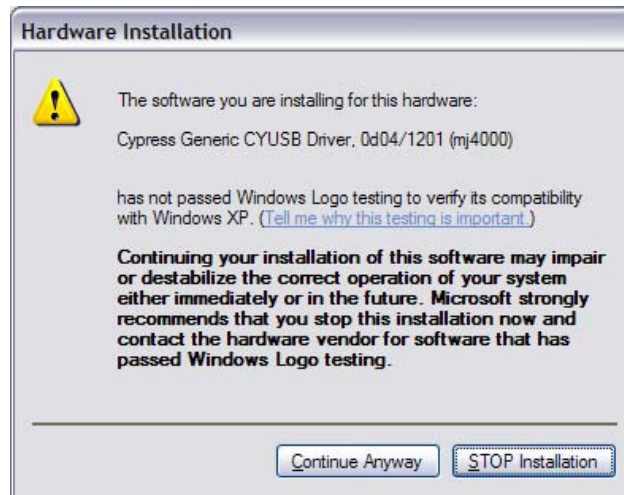 Hardware Installation
The software you are installing for this hardware:
Cypress Generic CYUSB Driver, 0d04/1201 (mj4000)
has not passed Windows Logo testing to verify its compatibility
with Windows XP. (Tell me why this testing is important.)
Continuing your installation of this software may impair
or destabilize the correct operation of your system
either immediately or in the future. Microsoft strongly
recommends that you stop this installation now and
contact the hardware vendor for software that has
passed Windows Logo testing.
Continue Anyway
STOP Installation